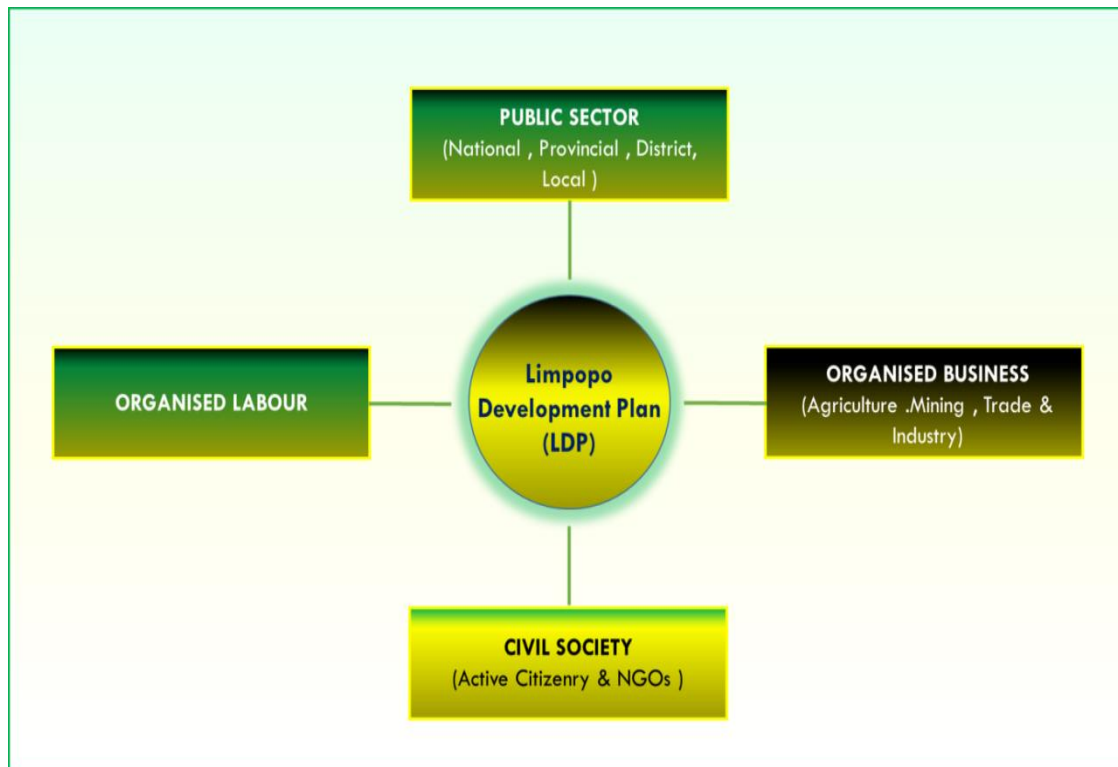 PUBLIC SECTOR
(National , Provincial , District,
Local )
ORGANISED LABOUR
Limpopo
Development Plan
(LDP)
ORGANISED BUSINESS
(Agriculture .Mining , Trade &
Industry)
CIVIL SOCIETY
(Active Citizenry & NGOs )